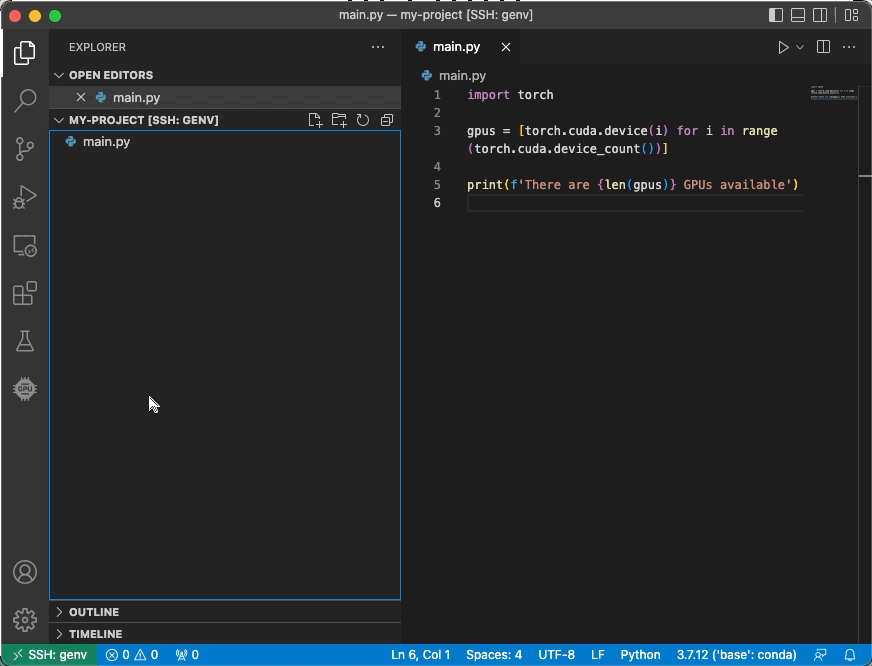 main.py — my-project [SSH: genv]
EXPLORER
OPEN EDITORS
main.py
MY-PROJECT [SSH: GENV]
main.py
GPU
OUTLINE
TIMELINE
main.py
main.py
1 import torch
2
3 gpus = [torch.cuda.device(i) for i in range
(torch.cuda.device_count())]
4
5 print(f'There are {len(gpus)} GPUs available')
6
SSH: genv 0 0 0 Ln 6, Col 1 Spaces: 4 UTF-8 LF Python 3.7.12 ('base': conda)